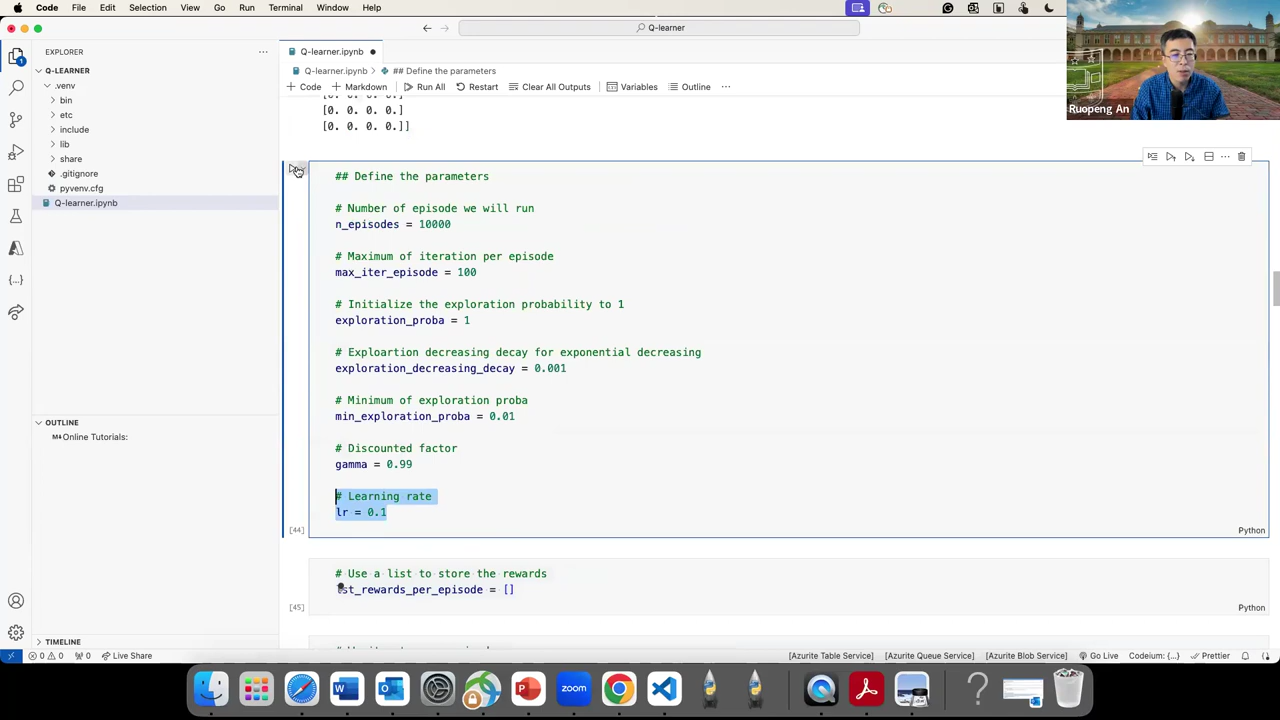 Code File Edit Selection View Go Run Terminal Window Help
Q-learner
EXPLORER
Q-learner.ipynb
Q-LEARNER
Q-learner.ipynb > ## Define the parameters
.venv
Code + Markdown Run All Restart Clear All Outputs Variables Outline
bin
[0. 0. 0. 0.]
etc
[0. 0. 0. 0.]
include
[0. 0. 0. 0.]]
lib
share
.gitignore
pyvenv.cfg
Q-learner.ipynb
Ruopeng An
## Define the parameters
# Number of episode we will run
n_episodes = 10000
# Maximum of iteration per episode
max_iter_episode = 100
# Initialize the exploration probability to 1
exploration_proba = 1
# Exploartion decreasing decay for exponential decreasing
exploration_decreasing_decay = 0.001
# Minimum of exploration proba
min_exploration_proba = 0.01
# Discounted factor
gamma = 0.99
# Learning rate
lr = 0.1
[44] Python
# Use a list to store the rewards
lst_rewards_per_episode = []
[45] Python
OUTLINE
Online Tutorials:
TIMELINE
0 0 0 Live Share
[Azurite Table Service] [Azurite Queue Service] [Azurite Blob Service] Go Live Codeium: {...} Prettier
zoom